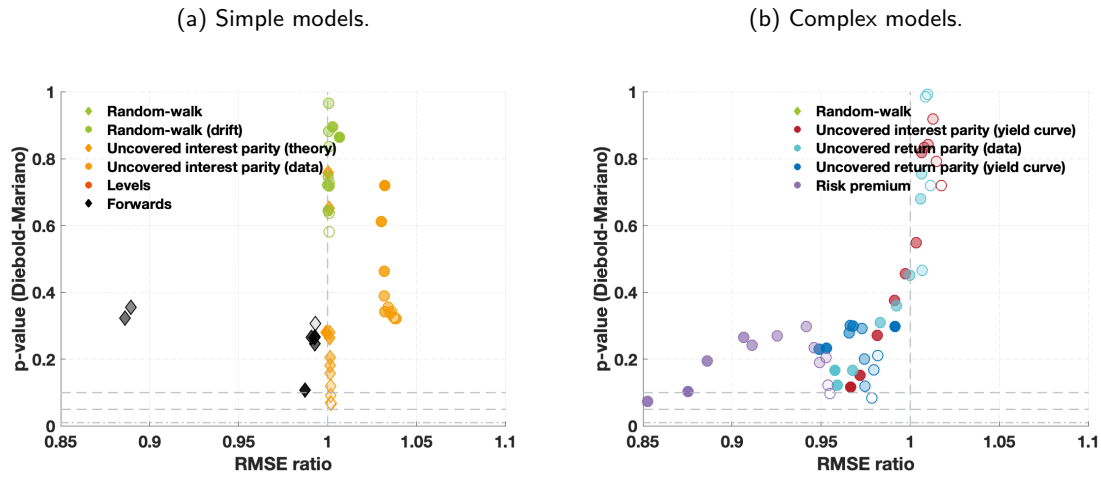 (a) Simple models.
1
0.8
0.6
0.4
0.2
0
p-value (Diebold-Mariano)
Random-walk
Random-walk (drift)
Uncovered interest parity (theory)
Uncovered interest parity (data)
Levels
Forwards
0.85 0.9 0.95 1 1.05 1.1
RMSE ratio
(b) Complex models.
1
0.8
0.6
0.4
0.2
0
p-value (Diebold-Mariano)
Random-walk
Uncovered interest parity (yield curve)
Uncovered return parity (data)
Uncovered return parity (yield curve)
Risk premium
0.85 0.9 0.95 1 1.05 1.1
RMSE ratio